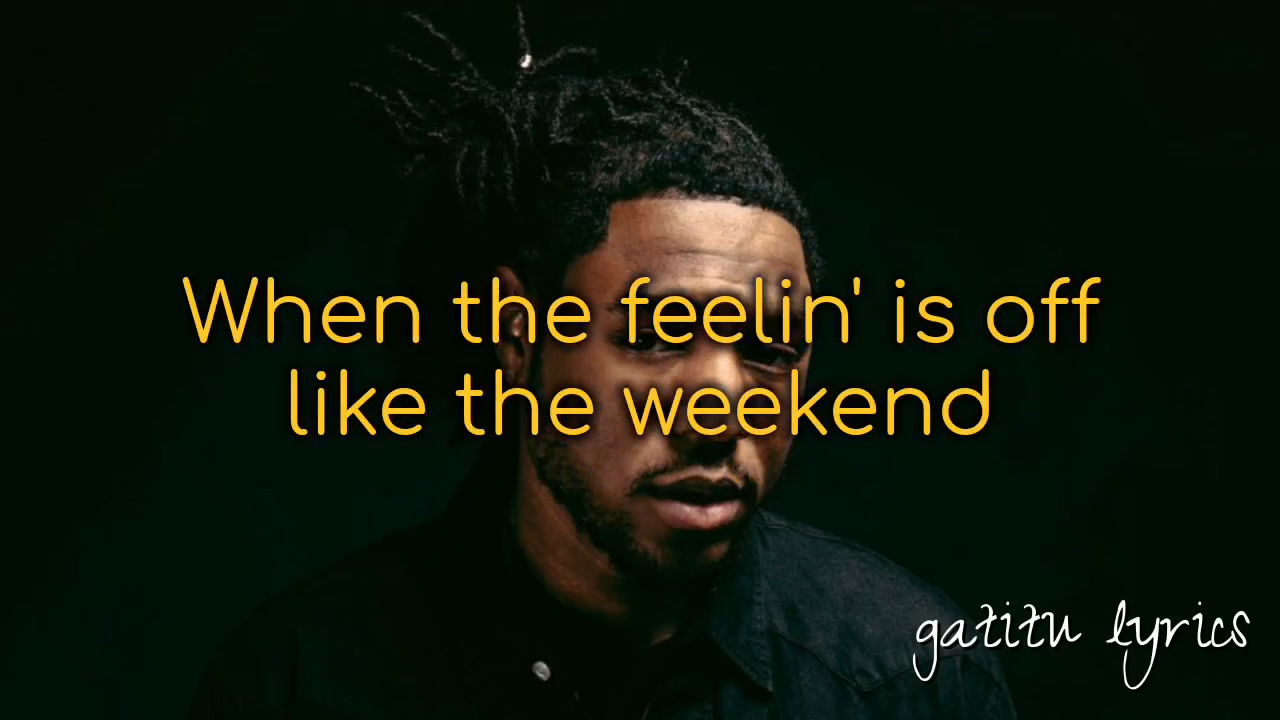 When the feelin' is off
like the weekend
gatitu lyrics